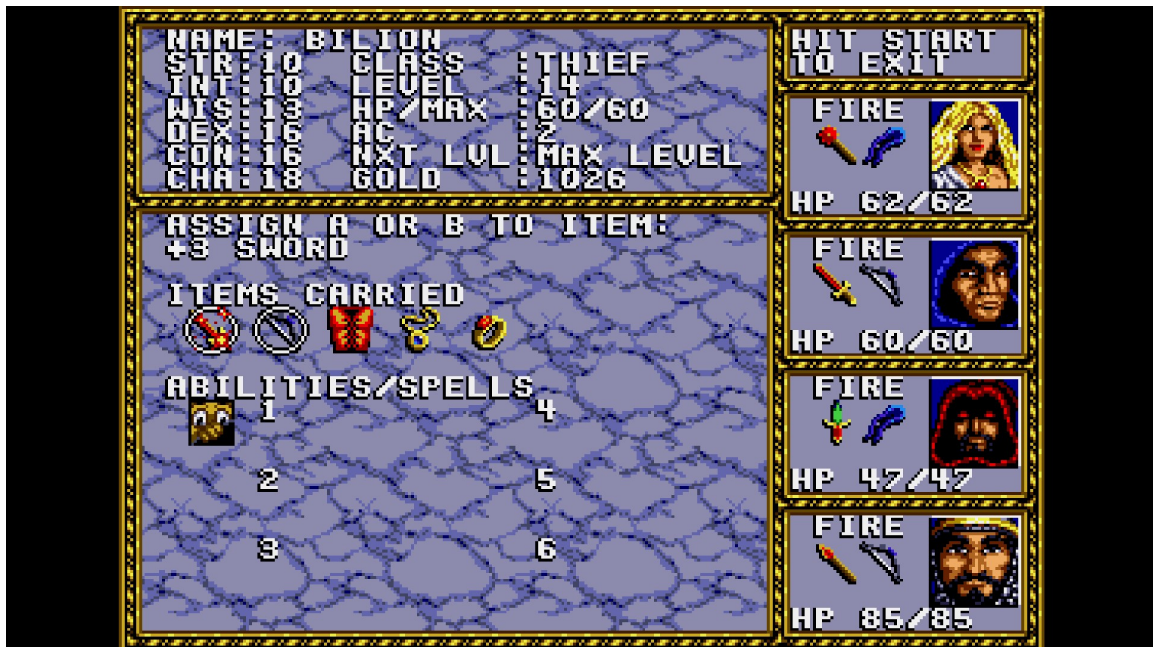 NAME: BILION
STR:10 CLASS :THIEF
INT:10 LEVEL :14
WIS:13 HP/MAX :60/60
DEX:16 AC :2
CON:16 NXT LVL:MAX LEVEL
CHA:18 GOLD :1026
ASSIGN A OR B TO ITEM:
+3 SWORD
ITEMS CARRIED
ABILITIES/SPELLS
1 4
2 5
3 6
HIT START
TO EXIT
FIRE
HP 62/62
FIRE
HP 60/60
FIRE
HP 47/47
FIRE
HP 85/85